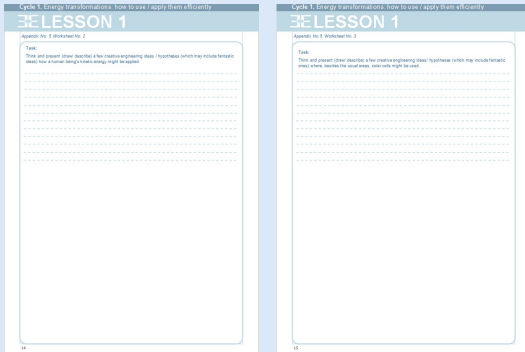 Cycle 1. Energy transformations: how to use / apply them efficiently
LESSON 1
Appendix No. 5 Worksheet No. 2
Task:
Think and present (draw/ describe) a few creative engineering ideas / hypotheses (which may include fantastic
ideas) how a human being's kinetic energy might be applied.
14
Cycle 1. Energy transformations: how to use / apply them efficiently
LESSON 1
Appendix No. 5 Worksheet No. 3
Task:
Think and present (draw/ describe) a few creative engineering ideas/ hypotheses (which may include fantastic
ones) where, besides the usual areas, solar cells might be used.
15